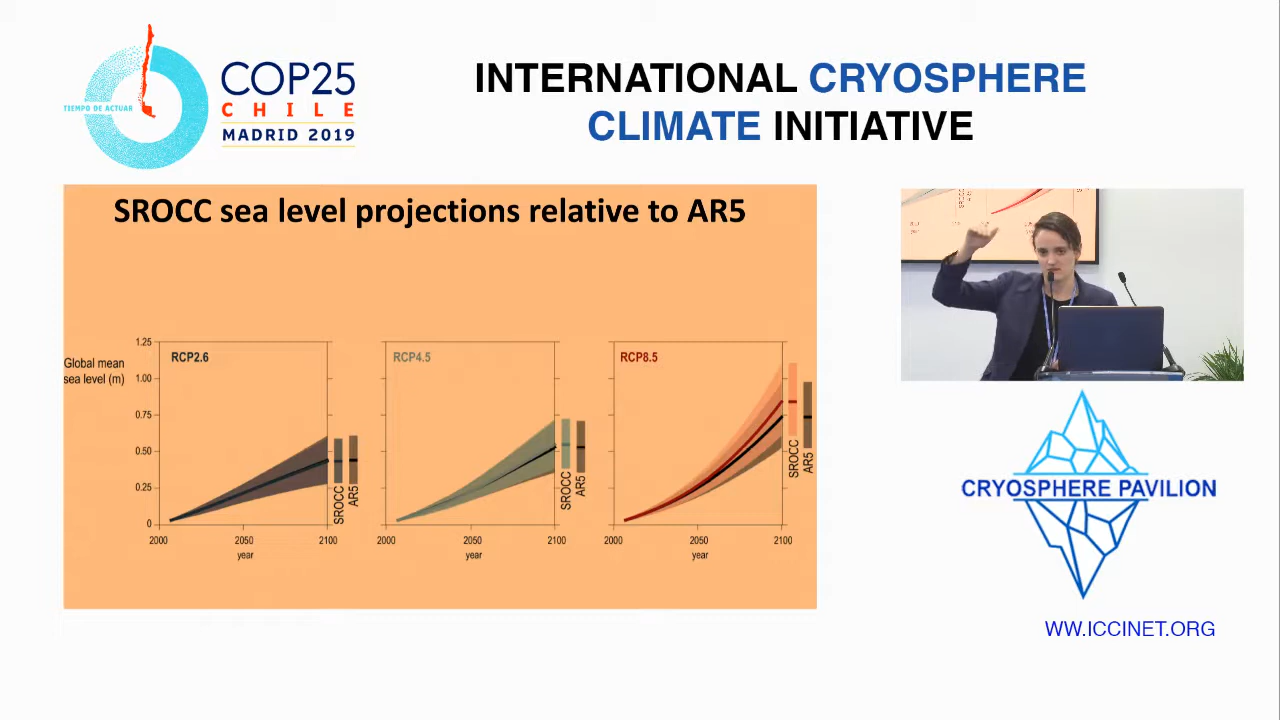 TIEMPO DE ACTUAR
COP25
CHILE
MADRID 2019
INTERNATIONAL CRYOSPHERE
CLIMATE INITIATIVE
SROCC sea level projections relative to AR5
Global mean
sea level (m)
1.25
1.00
0.75
0.50
0.25
0
RCP2.6
SROCC
AR5
2000
2050
2100
year
RCP4.5
SROCC
AR5
2000
2050
2100
year
RCP8.5
SROCC
AR5
2000
2050
2100
year
CRYOSPHERE PAVILION
WW.ICCINET.ORG